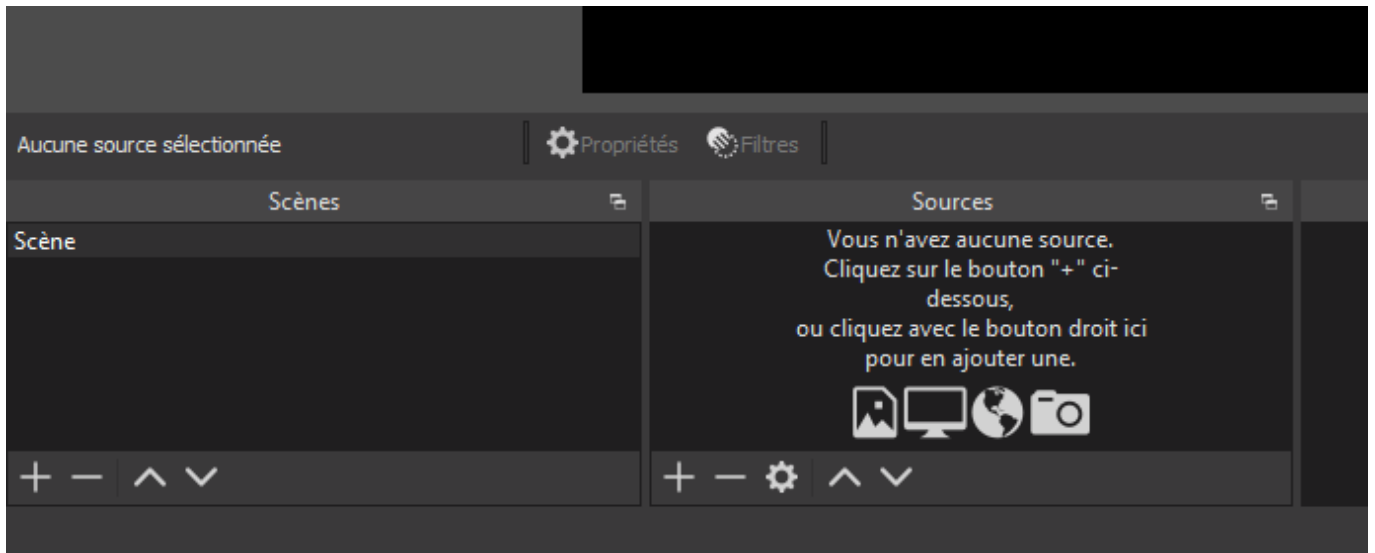 Aucune source sélectionnée
Propriétés
Filtres
Scènes
Sources
Scène
Vous n'avez aucune source.
Cliquez sur le bouton "+" ci-
dessous,
ou cliquez avec le bouton droit ici
pour en ajouter une.